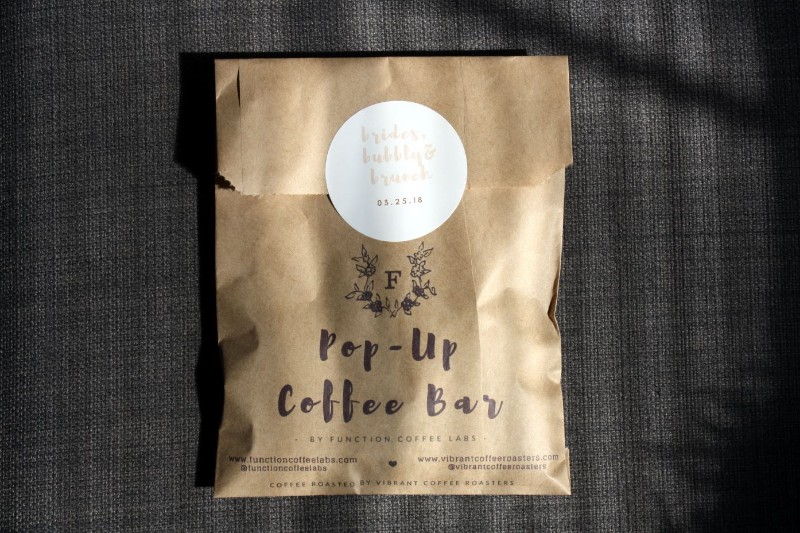 brides,
bubbly &
brunch
05.25.18
F
Pop-Up
Coffee Bar
- BY FUNCTION COFFEE LABS -
www.functioncoffeelabs.com
@functioncoffeelabs
www.vibrantcoffeeroasters.com
@vibrantcoffeeroasters
COFFEE ROASTED BY VIBRANT COFFEE ROASTERS